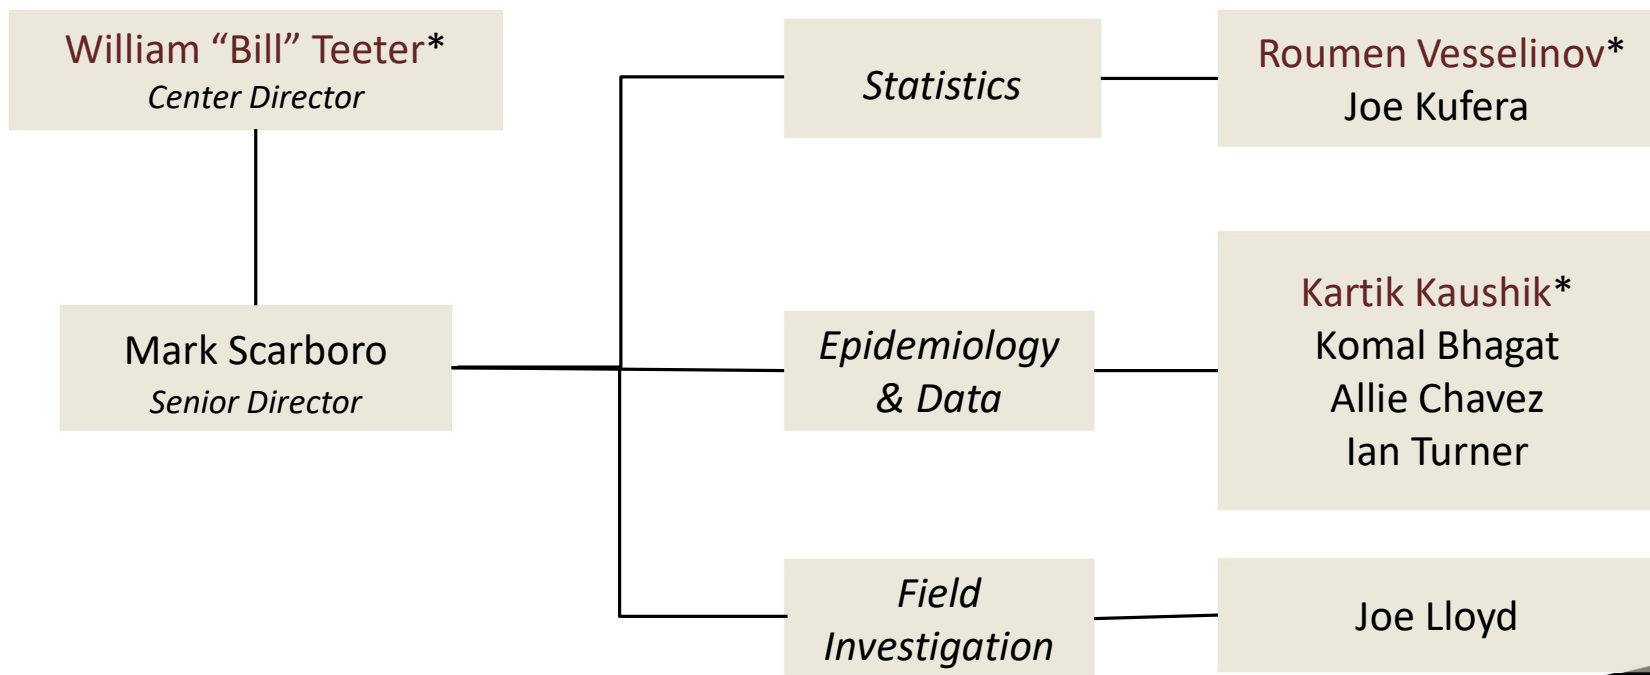 William “Bill” Teeter*
Center Director
Mark Scarboro
Senior Director
Statistics
Roumen Vesselinov*
Joe Kufera
Epidemiology
& Data
Kartik Kaushik*
Komal Bhagat
Allie Chavez
Ian Turner
Field
Investigation
Joe Lloyd